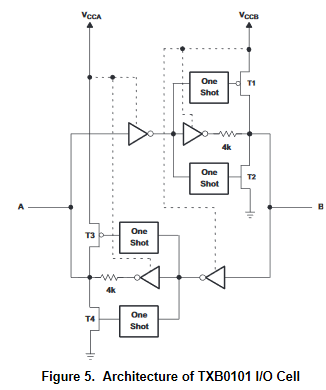 VCCA
VCCB
One
Shot
T1
4k
One
Shot
T2
A
B
T3
One
Shot
4k
T4
One
Shot
Figure 5. Architecture of TXB0101 I/O Cell